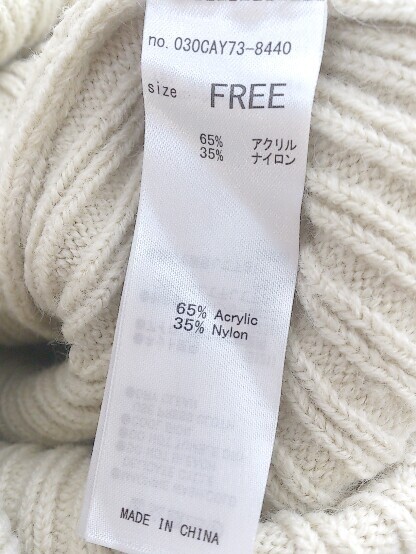 no. 030CAY73-8440
size FREE
65% アクリル
35% ナイロン
65% Acrylic
35% Nylon
MADE IN CHINA